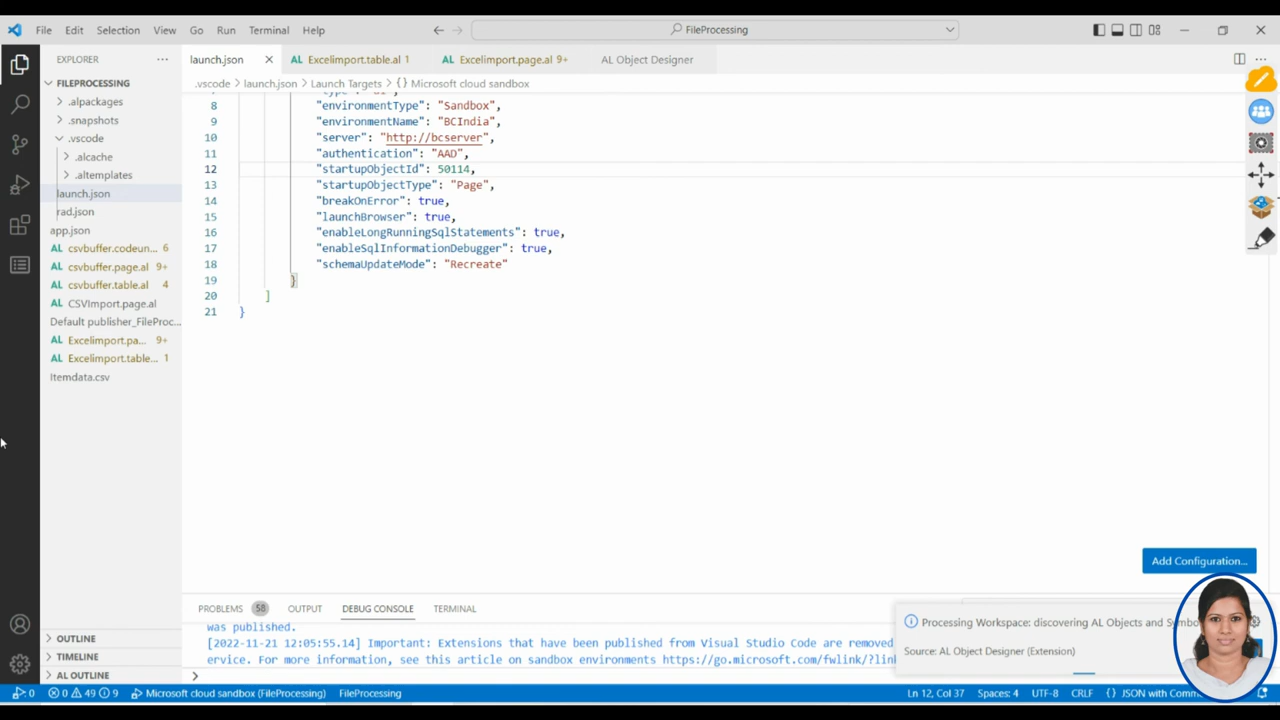 File Edit Selection View Go Run Terminal Help
FileProcessing
EXPLORER
FILEPROCESSING
.alpackages
.snapshots
.vscode
.alcache
.altemplates
launch.json
rad.json
app.json
AL csvbuffer.codeun... 6
AL csvbuffer.page.al 9+
AL csvbuffer.table.al 4
AL CSVImport.page.al
Default publisher_FileProc...
AL Excelimport.pa... 9+
AL Excelimport.table... 1
Itemdata.csv
OUTLINE
TIMELINE
AL OUTLINE
launch.json
AL Excelimport.table.al 1
AL Excelimport.page.al 9+
AL Object Designer
.vscode > launch.json > Launch Targets > {} Microsoft cloud sandbox
8 "environmentType": "Sandbox",
9 "environmentName": "BCIndia",
10 "server": "http://bcserver",
11 "authentication": "AAD",
12 "startupObjectId": 50114,
13 "startupObjectType": "Page",
14 "breakOnError": true,
15 "launchBrowser": true,
16 "enableLongRunningSqlStatements": true,
17 "enableSqlInformationDebugger": true,
18 "schemaUpdateMode": "Recreate"
19 }
20 ]
21 }
Add Configuration...
PROBLEMS 58 OUTPUT DEBUG CONSOLE TERMINAL
was published.
[2022-11-21 12:05:55.14] Important: Extensions that have been published from Visual Studio Code are removed
ervice. For more information, see this article on sandbox environments https://go.microsoft.com/fwlink/?link
Processing Workspace: discovering AL Objects and Symbo
Source: AL Object Designer (Extension)
0 0 49 9 Microsoft cloud sandbox (FileProcessing) FileProcessing
Ln 12, Col 37 Spaces: 4 UTF-8 CRLF {} JSON with Comm